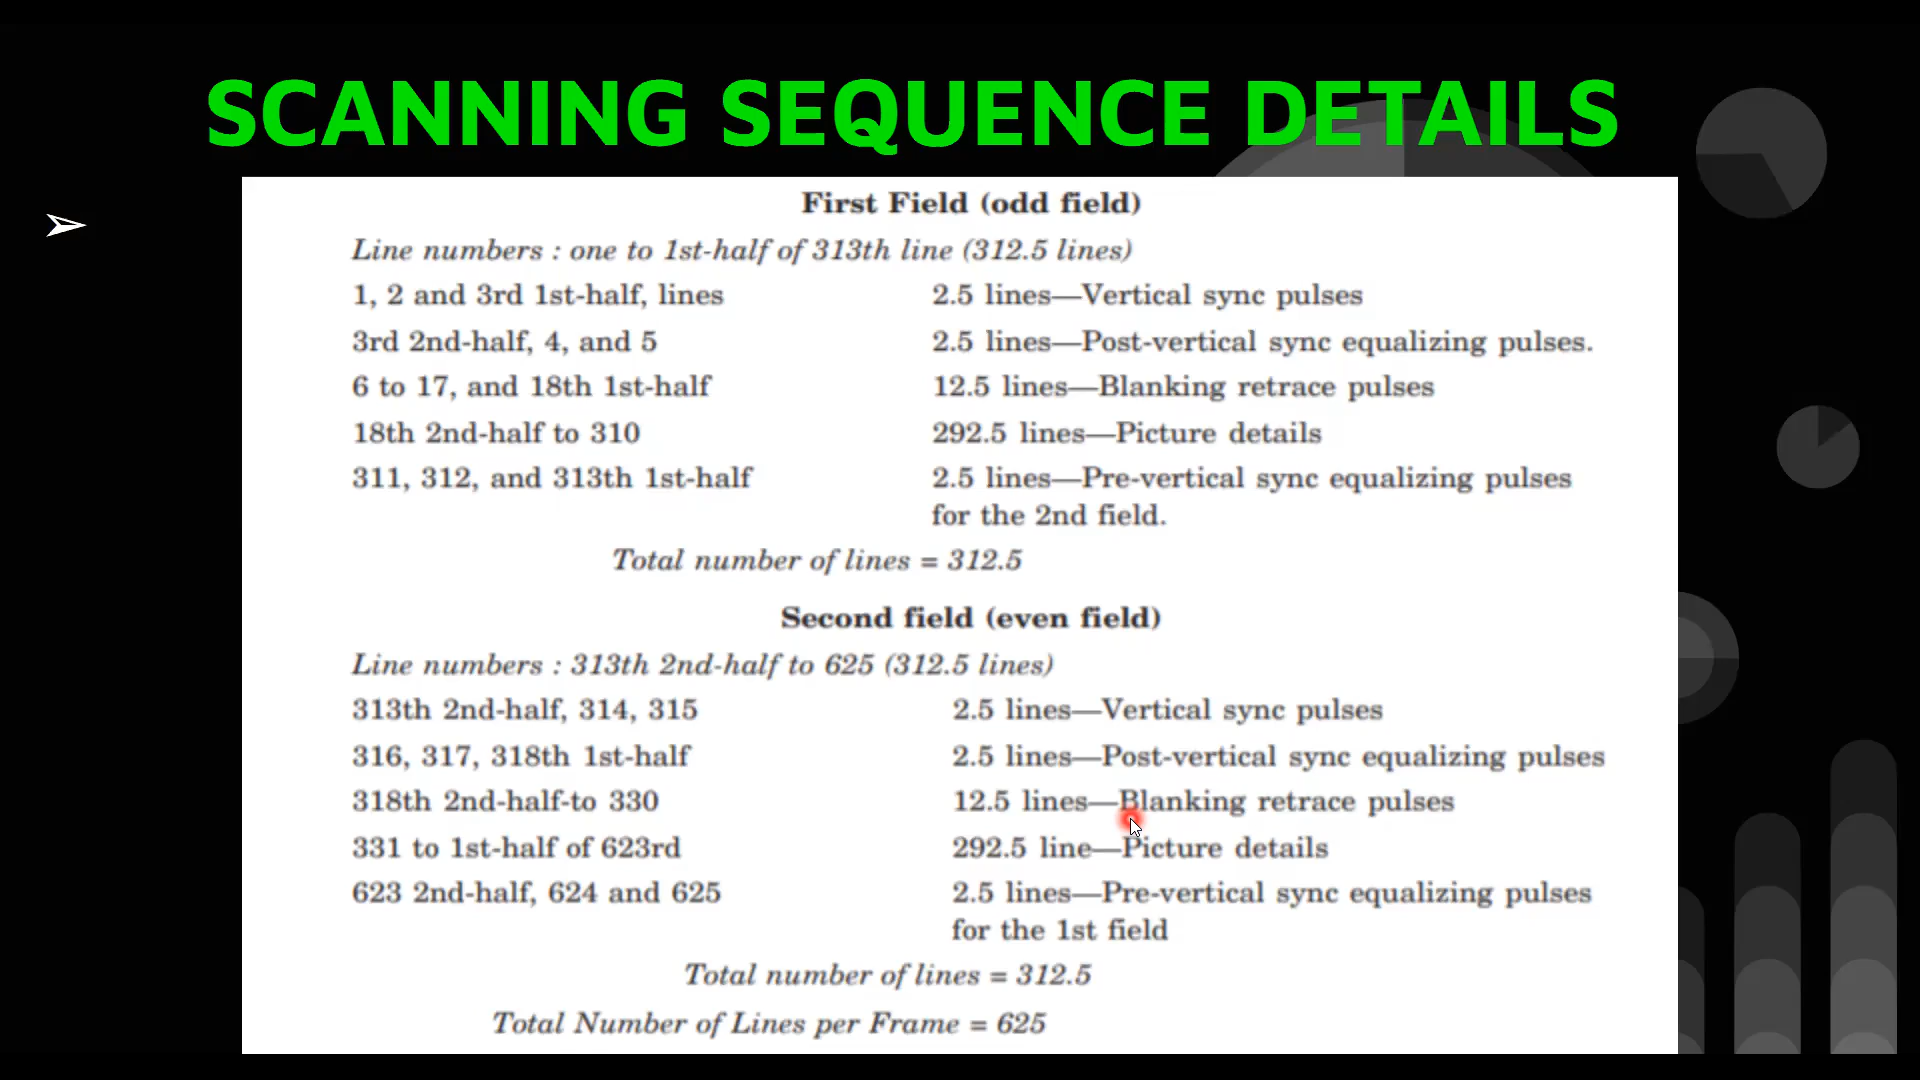 SCANNING SEQUENCE DETAILS
First Field (odd field)
Line numbers : one to 1st-half of 313th line (312.5 lines)
1, 2 and 3rd 1st-half, lines 2.5 lines—Vertical sync pulses
3rd 2nd-half, 4, and 5 2.5 lines—Post-vertical sync equalizing pulses.
6 to 17, and 18th 1st-half 12.5 lines—Blanking retrace pulses
18th 2nd-half to 310 292.5 lines—Picture details
311, 312, and 313th 1st-half 2.5 lines—Pre-vertical sync equalizing pulses
for the 2nd field.
Total number of lines = 312.5
Second field (even field)
Line numbers : 313th 2nd-half to 625 (312.5 lines)
313th 2nd-half, 314, 315 2.5 lines—Vertical sync pulses
316, 317, 318th 1st-half 2.5 lines—Post-vertical sync equalizing pulses
318th 2nd-half-to 330 12.5 lines—Blanking retrace pulses
331 to 1st-half of 623rd 292.5 line—Picture details
623 2nd-half, 624 and 625 2.5 lines—Pre-vertical sync equalizing pulses
for the 1st field
Total number of lines = 312.5
Total Number of Lines per Frame = 625